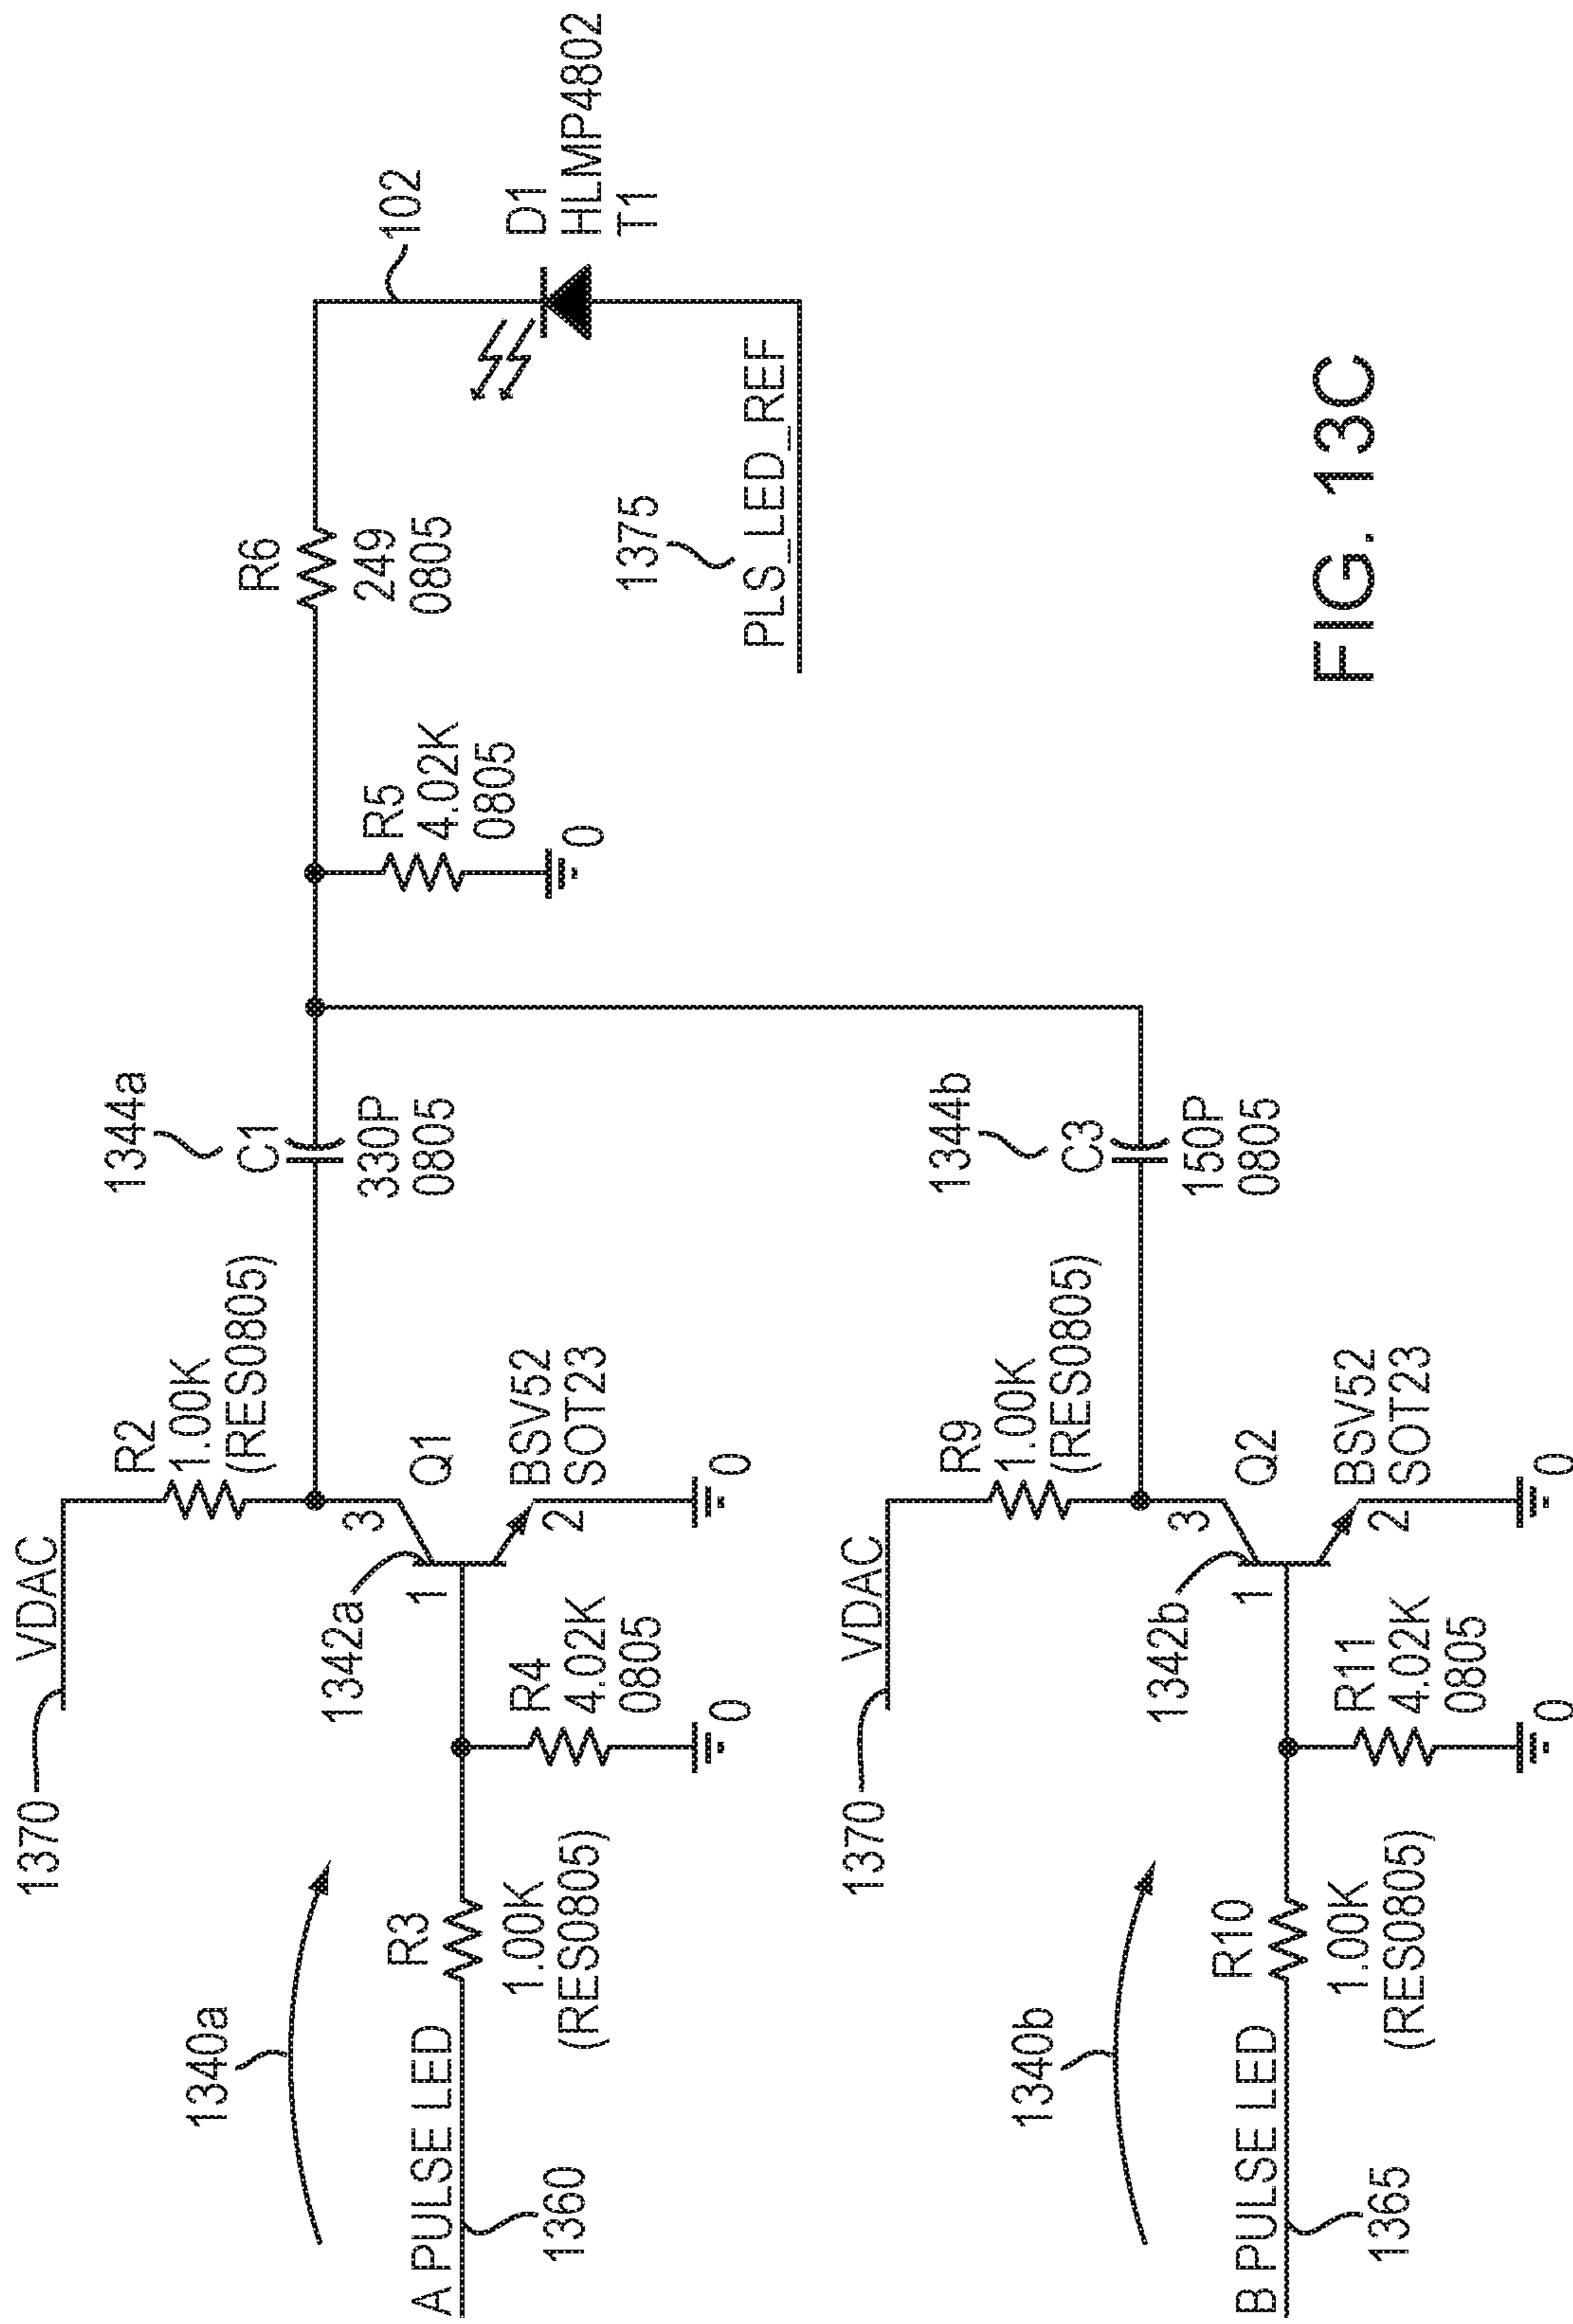 1370
VDAC
R2
1.00K
(RES0805)
1344a
C1
330P
0805
1340a
A PULSE LED
1360
R3
1.00K
(RES0805)
R4
4.02K
0805
0
1342a
1
3
2
Q1
BSV52
SOT23
0
R5
4.02K
0805
0
R6
249
0805
102
D1
HLMP4802
T1
1375
PLS_LED_REF
1370
VDAC
R9
1.00K
(RES0805)
1344b
C3
150P
0805
1340b
B PULSE LED
1365
R10
1.00K
(RES0805)
R11
4.02K
0805
0
1342b
1
3
2
Q2
BSV52
SOT23
0
FIG. 13C